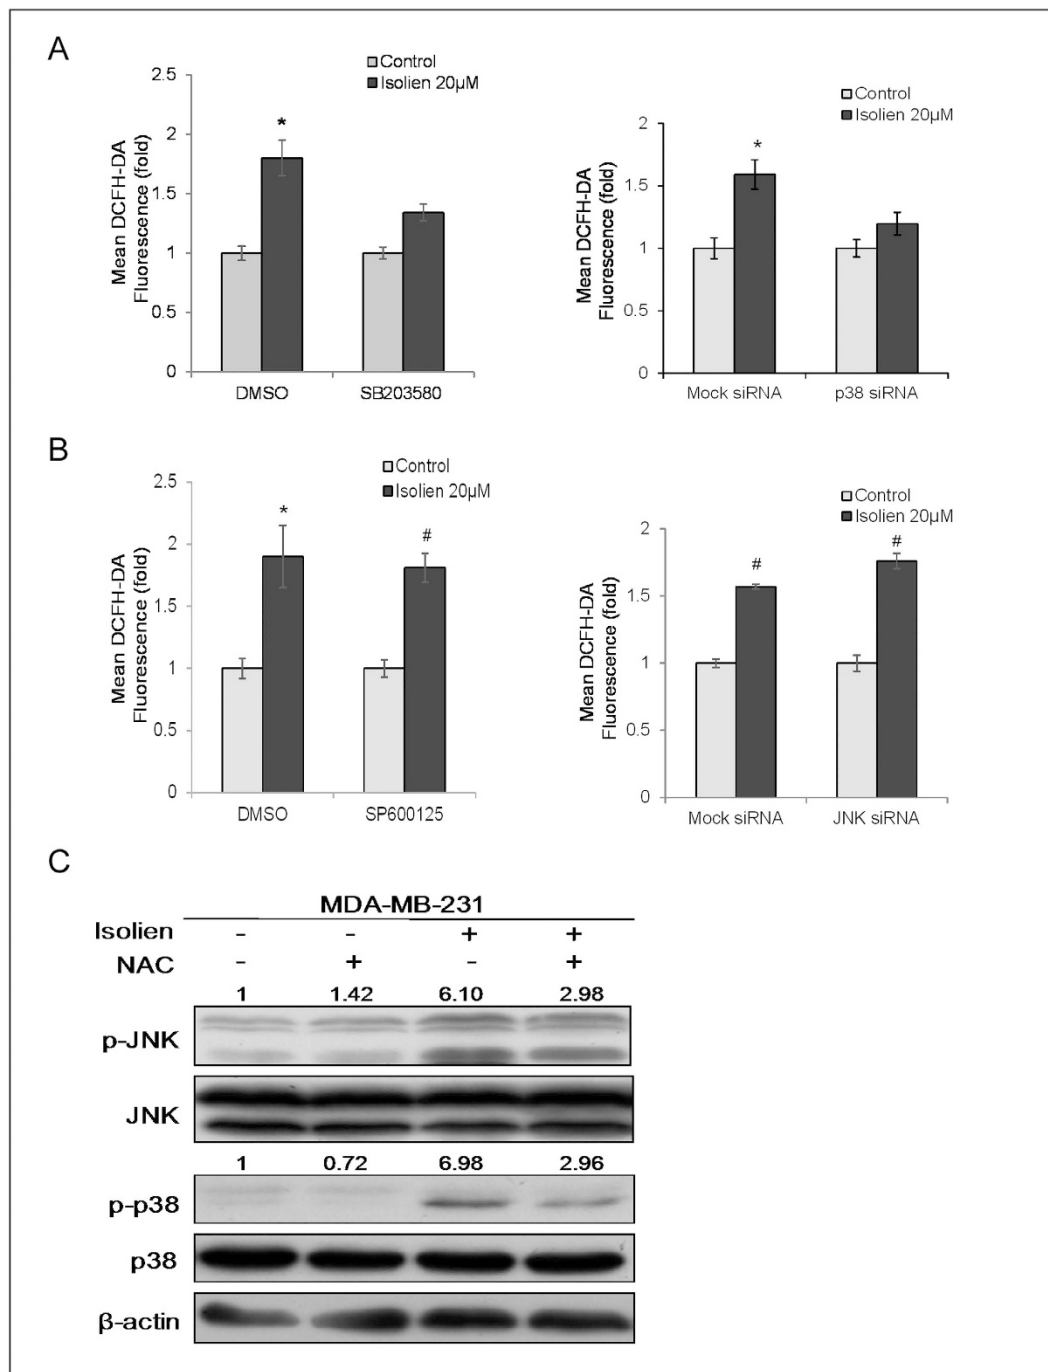 A
Control
Isolien 20µM
Mean DCFH-DA
Fluorescence (fold)
2.5
2
1.5
1
0.5
0
*
DMSO
SB203580
Control
Isolien 20µM
Mean DCFH-DA
Fluorescence (fold)
2
1.5
1
0.5
0
*
Mock siRNA
p38 siRNA
B
Control
Isolien 20µM
Mean DCFH-DA
Fluorescence (fold)
2.5
2
1.5
1
0.5
0
*
#
DMSO
SP600125
Control
Isolien 20µM
Mean DCFH-DA
Fluorescence (fold)
2
1.5
1
0.5
0
#
#
Mock siRNA
JNK siRNA
C
MDA-MB-231
Isolien - - + +
NAC - + - +
1 1.42 6.10 2.98
p-JNK
JNK
1 0.72 6.98 2.96
p-p38
p38
β-actin